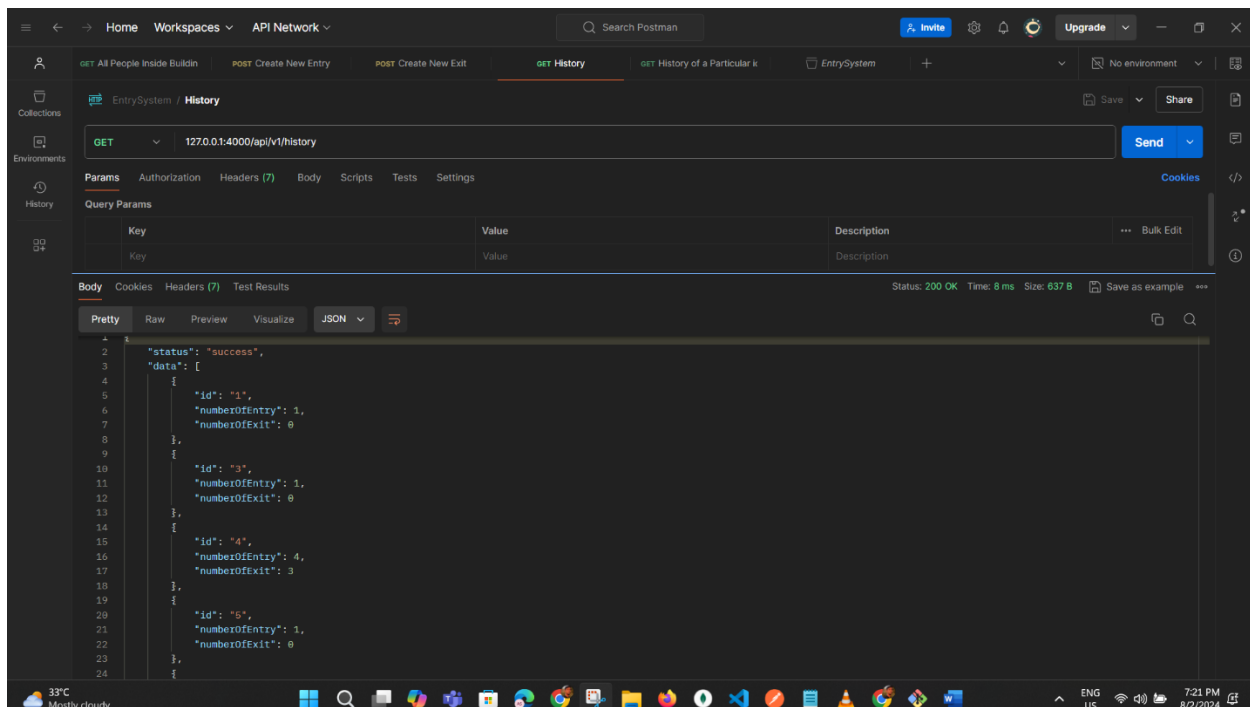 Home Workspaces API Network Search Postman Invite Upgrade
GET All People Inside Buildin POST Create New Entry POST Create New Exit GET History GET History of a Particular ic EntrySystem No environment
HTTP EntrySystem / History Save Share
Collections
GET 127.0.0.1:4000/api/v1/history Send
Environments
Params Authorization Headers (7) Body Scripts Tests Settings Cookies
History
Query Params
Key Value Description Bulk Edit
Key Value Description
Body Cookies Headers (7) Test Results Status: 200 OK Time: 8 ms Size: 637 B Save as example
Pretty Raw Preview Visualize JSON
1 {
2 "status": "success",
3 "data": [
4 {
5 "id": "1",
6 "numberOfEntry": 1,
7 "numberOfExit": 0
8 },
9 {
10 "id": "3",
11 "numberOfEntry": 1,
12 "numberOfExit": 0
13 },
14 {
15 "id": "4",
16 "numberOfEntry": 4,
17 "numberOfExit": 3
18 },
19 {
20 "id": "5",
21 "numberOfEntry": 1,
22 "numberOfExit": 0
23 },
24 {
33°C
Mostly cloudy
ENG
US
7:21 PM
8/2/2024